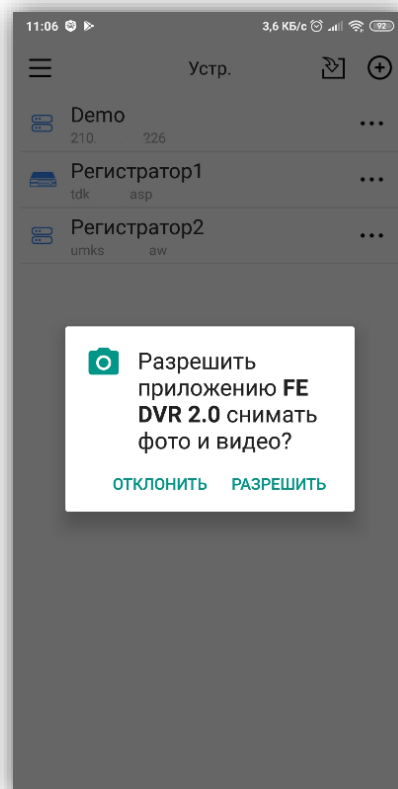 11:06 3,6 КБ/с 92
Устр.
Demo
210. 226
Регистратор1
tdk asp
Регистратор2
umks aw
Разрешить
приложению FE
DVR 2.0 снимать
фото и видео?
ОТКЛОНИТЬ РАЗРЕШИТЬ